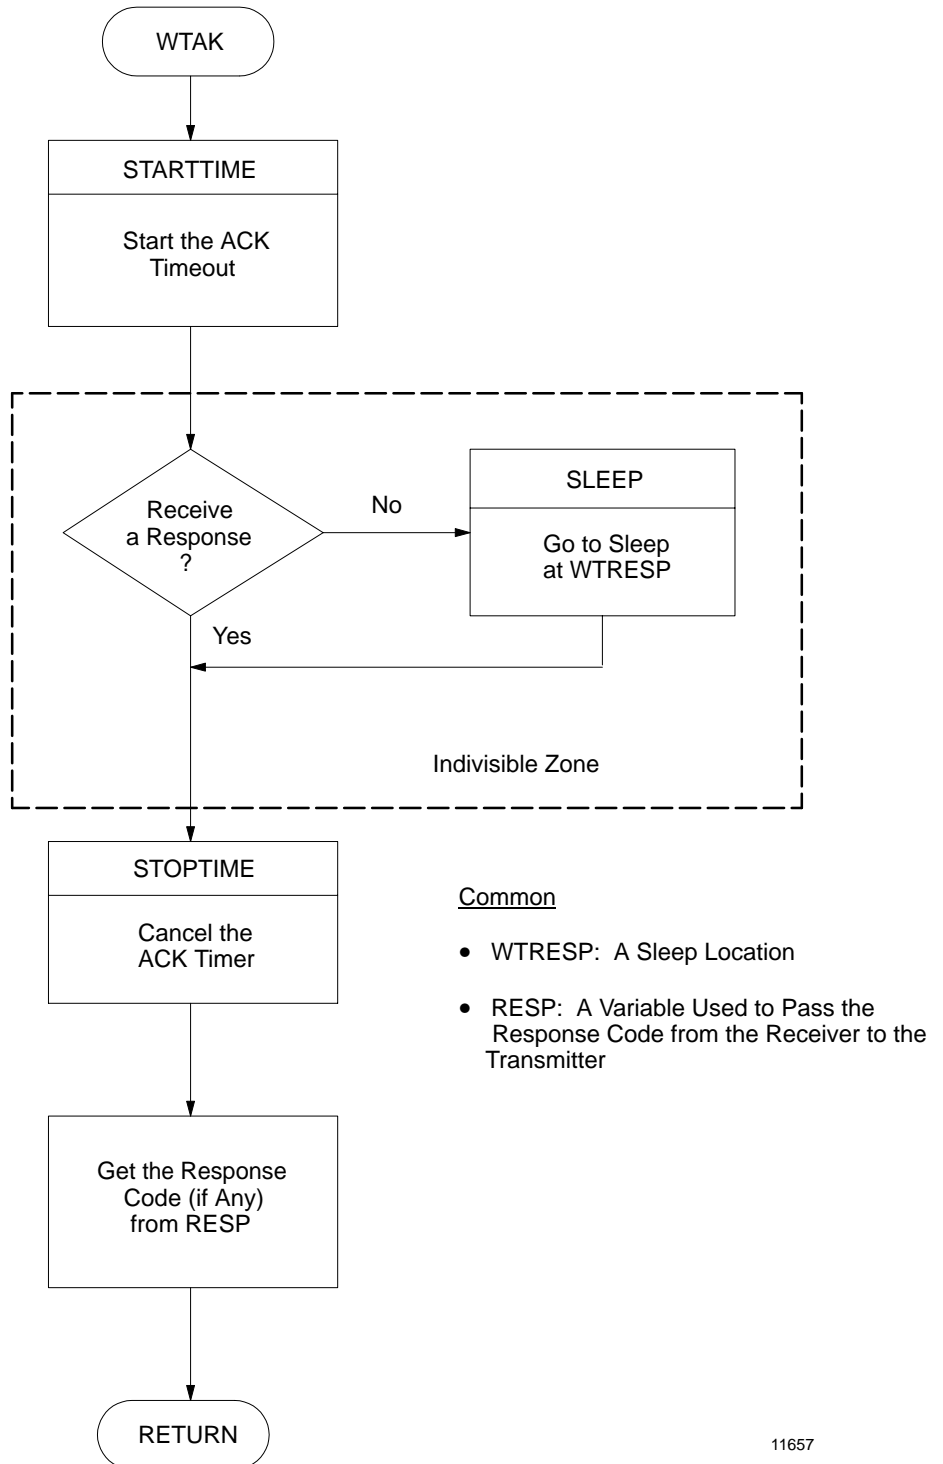 WTAK
STARTTIME
Start the ACK
Timeout
Receive
a Response
?
No
SLEEP
Go to Sleep
at WTRESP
Yes
Indivisible Zone
STOPTIME
Cancel the
ACK Timer
Common
• WTRESP: A Sleep Location
• RESP: A Variable Used to Pass the
Response Code from the Receiver to the
Transmitter
Get the Response
Code (if Any)
from RESP
RETURN
11657